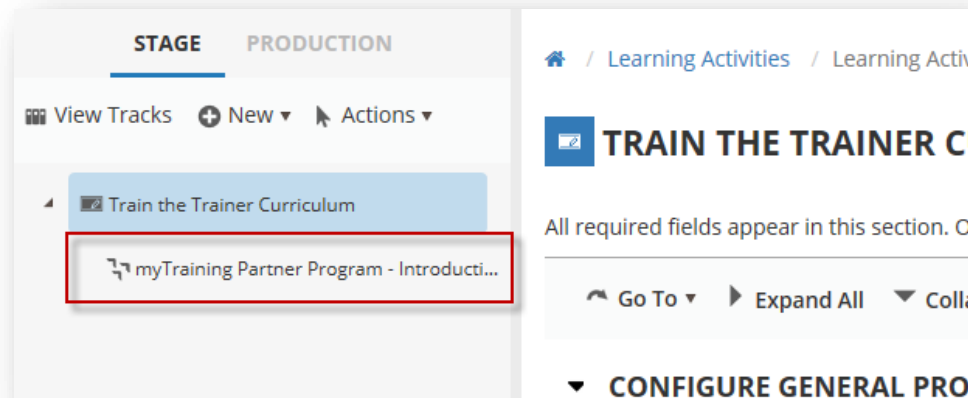 STAGE PRODUCTION
View Tracks New Actions
Train the Trainer Curriculum
myTraining Partner Program - Introducti...
/ Learning Activities / Learning Activ
TRAIN THE TRAINER C
All required fields appear in this section. O
Go To Expand All Colla
CONFIGURE GENERAL PRO